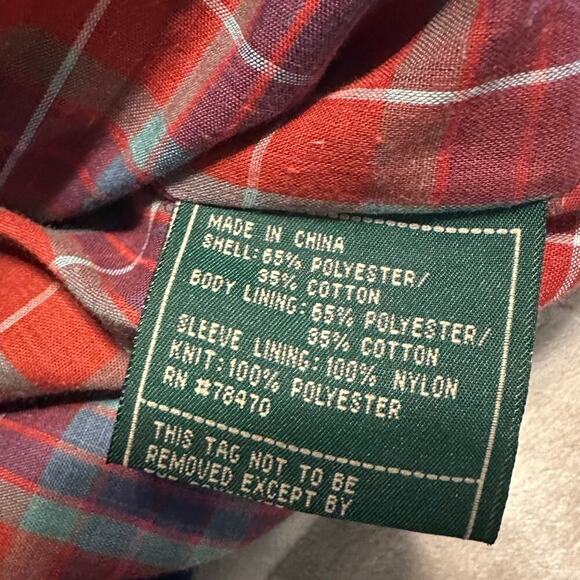 MADE IN CHINA
SHELL: 65% POLYESTER/
35% COTTON
BODY LINING: 65% POLYESTER/
35% COTTON
SLEEVE LINING: 100% NYLON
KNIT: 100% POLYESTER
RN #78470
THIS TAG NOT TO BE
REMOVED EXCEPT BY